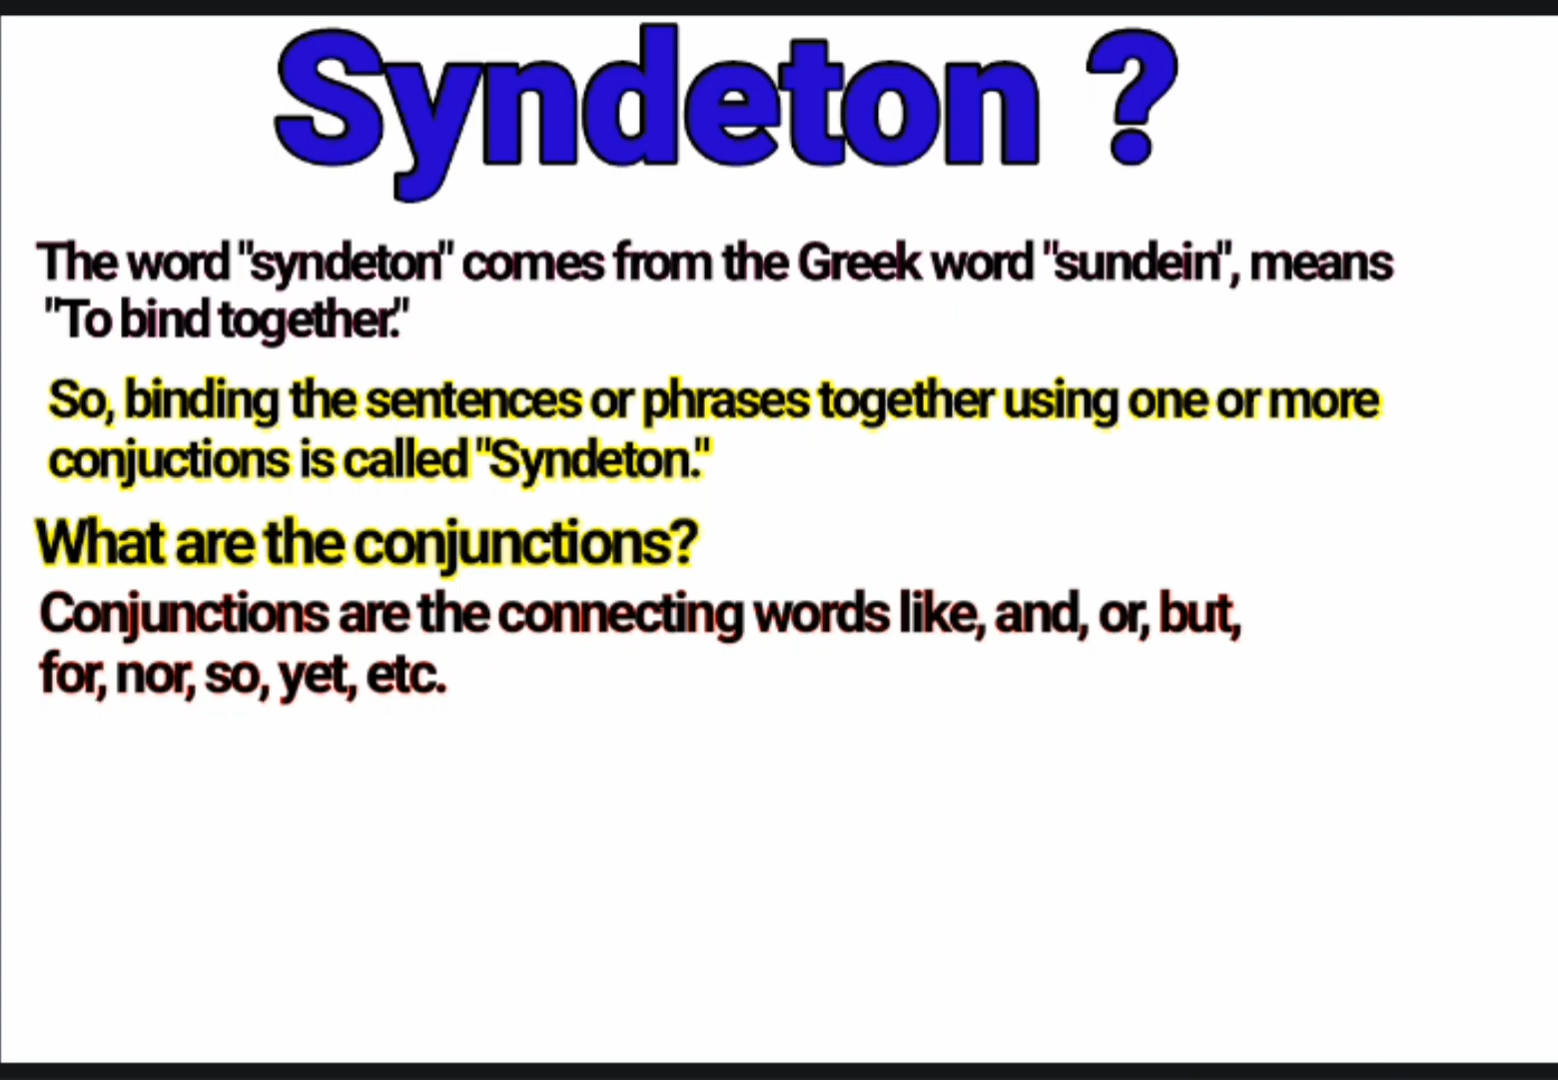 Syndeton ?
The word "syndeton" comes from the Greek word "sundein", means
"To bind together."
So, binding the sentences or phrases together using one or more
conjuctions is called "Syndeton."
What are the conjunctions?
Conjunctions are the connecting words like, and, or, but,
for, nor, so, yet, etc.